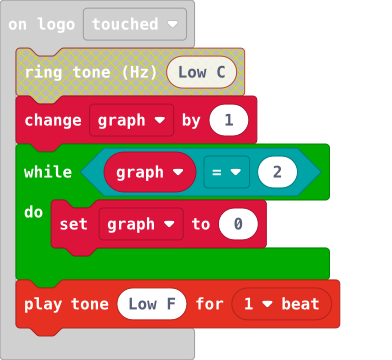 on logo touched
ring tone (Hz) Low C
change graph by 1
while graph = 2
do
set graph to 0
play tone Low F for 1 beat